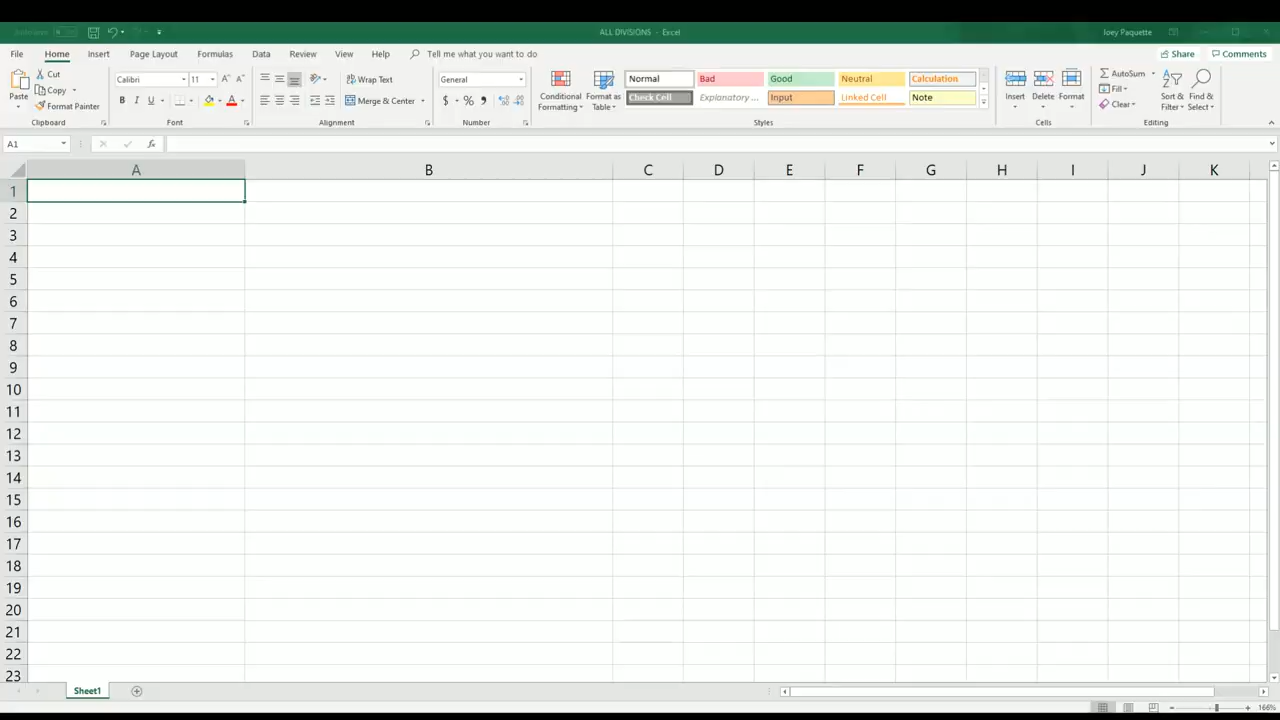 AutoSave
ALL DIVISIONS - Excel
Joey Paquette
File Home Insert Page Layout Formulas Data Review View Help Tell me what you want to do
Share Comments
Paste
Cut
Copy
Format Painter
Calibri 11
B I U
A A
Wrap Text
Merge & Center
General
$ % ,
Conditional Formatting
Format as Table
Normal Bad Good Neutral Calculation
Check Cell Explanatory ... Input Linked Cell Note
Insert Delete Format
AutoSum
Fill
Clear
Sort & Filter
Find & Select
Clipboard Font Alignment Number Styles Cells Editing
A1 fx
A B C D E F G H I J K
1
2
3
4
5
6
7
8
9
10
11
12
13
14
15
16
17
18
19
20
21
22
23
Sheet1
166%